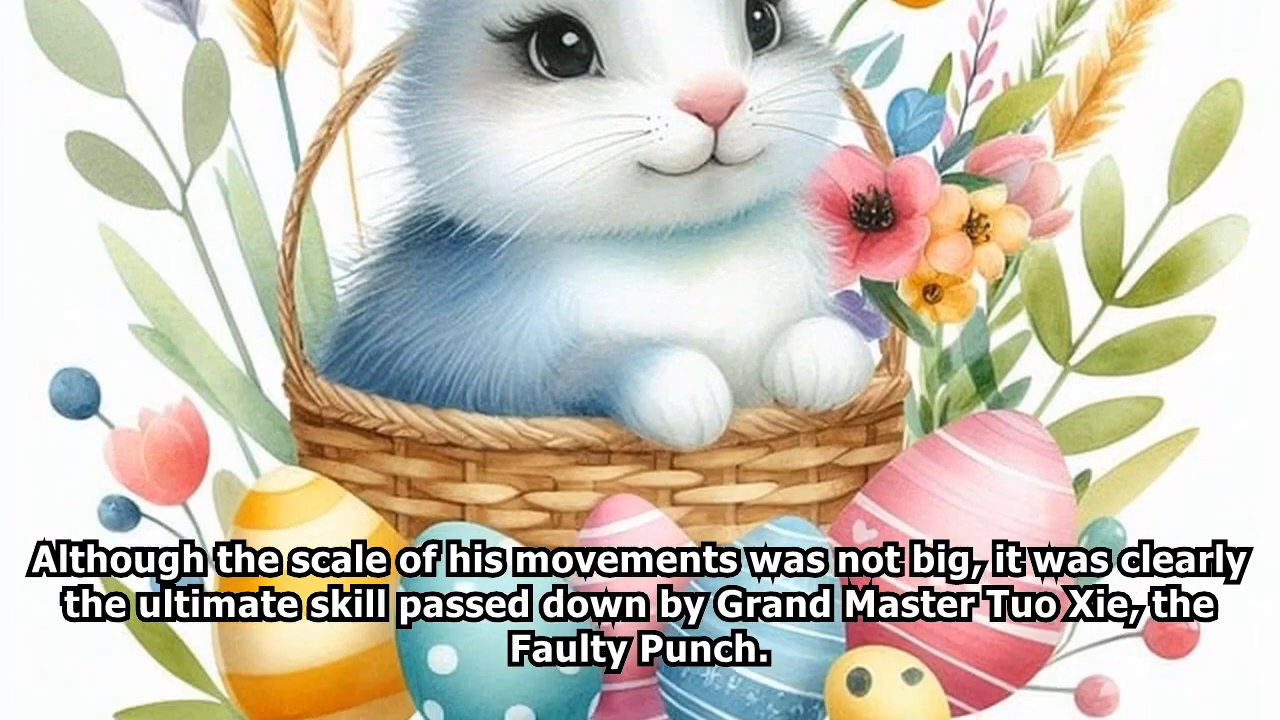 Although the scale of his movements was not big, it was clearly
the ultimate skill passed down by Grand Master Tuo Xie, the
Faulty Punch.